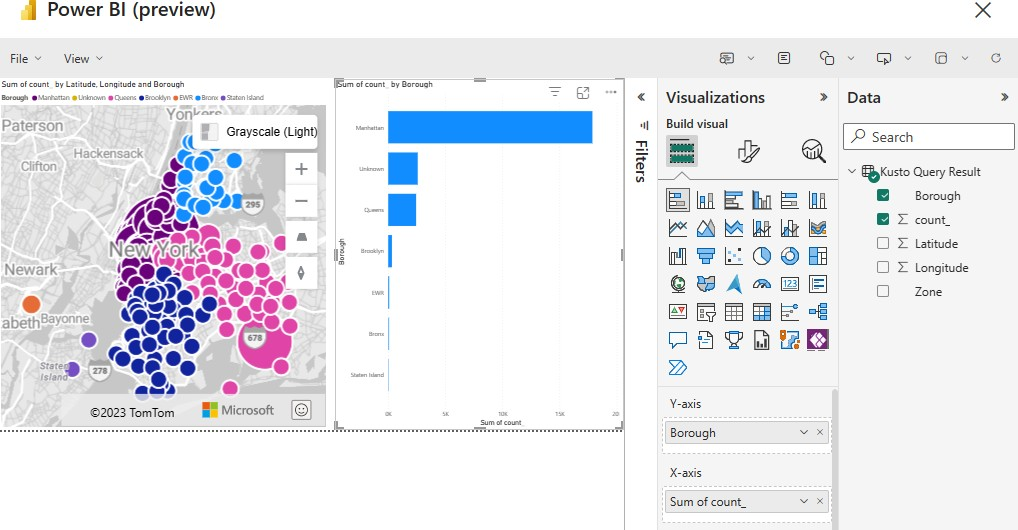 Power BI (preview)
File
View
Sum of count_ by Latitude, Longitude and Borough
Borough Manhattan Unknown Queens Brooklyn EWR Bronx Staten Island
Yonkers
Paterson
Grayscale (Light)
Hackensack
Clifton
295
New York
Newark
abeth
Bayonne
678
Staten
Island
278
©2023 TomTom
Microsoft
Sum of count_ by Borough
Borough
Manhattan
Unknown
Queens
Brooklyn
EWR
Bronx
Staten Island
0K 5K 10K 15K 20
Sum of count
Filters
Visualizations
Build visual
123
Y-axis
Borough
X-axis
Sum of count_
Data
Search
Kusto Query Result
Borough
count_
Latitude
Longitude
Zone